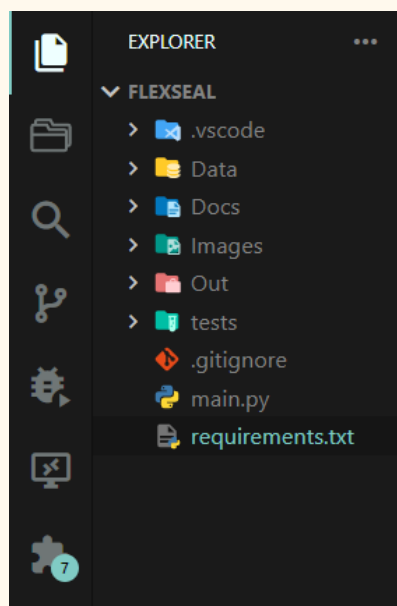 EXPLORER
FLEXSEAL
.vscode
Data
Docs
Images
Out
tests
.gitignore
main.py
requirements.txt
7